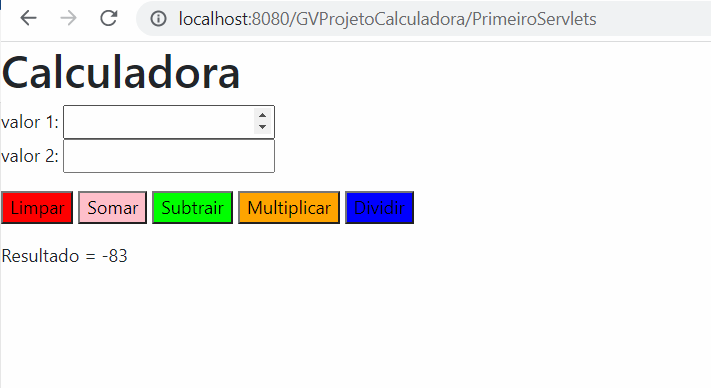 localhost:8080/GVProjetoCalculadora/PrimeiroServlets
Calculadora
valor 1:
valor 2:
Limpar Somar Subtrair Multiplicar Dividir
Resultado = -83